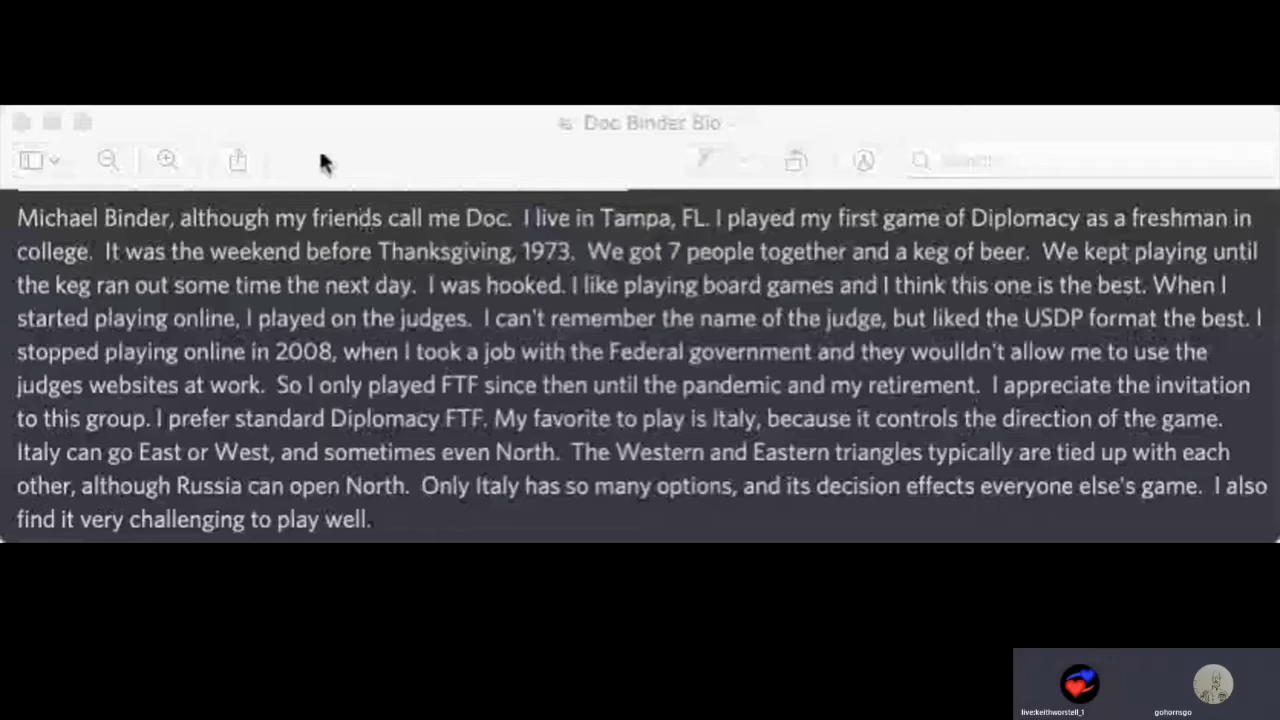 Doc Binder Bio
Search
Michael Binder, although my friends call me Doc.  I live in Tampa, FL. I played my first game of Diplomacy as a freshman in
college.  It was the weekend before Thanksgiving, 1973.  We got 7 people together and a keg of beer.  We kept playing until
the keg ran out some time the next day.  I was hooked. I like playing board games and I think this one is the best. When I
started playing online, I played on the judges.  I can't remember the name of the judge, but liked the USDP format the best. I
stopped playing online in 2008, when I took a job with the Federal government and they woulldn't allow me to use the
judges websites at work.  So I only played FTF since then until the pandemic and my retirement.  I appreciate the invitation
to this group. I prefer standard Diplomacy FTF. My favorite to play is Italy, because it controls the direction of the game.
Italy can go East or West, and sometimes even North.  The Western and Eastern triangles typically are tied up with each
other, although Russia can open North.  Only Italy has so many options, and its decision effects everyone else's game.  I also
find it very challenging to play well.
live:keithworstell_1
gohornsgo